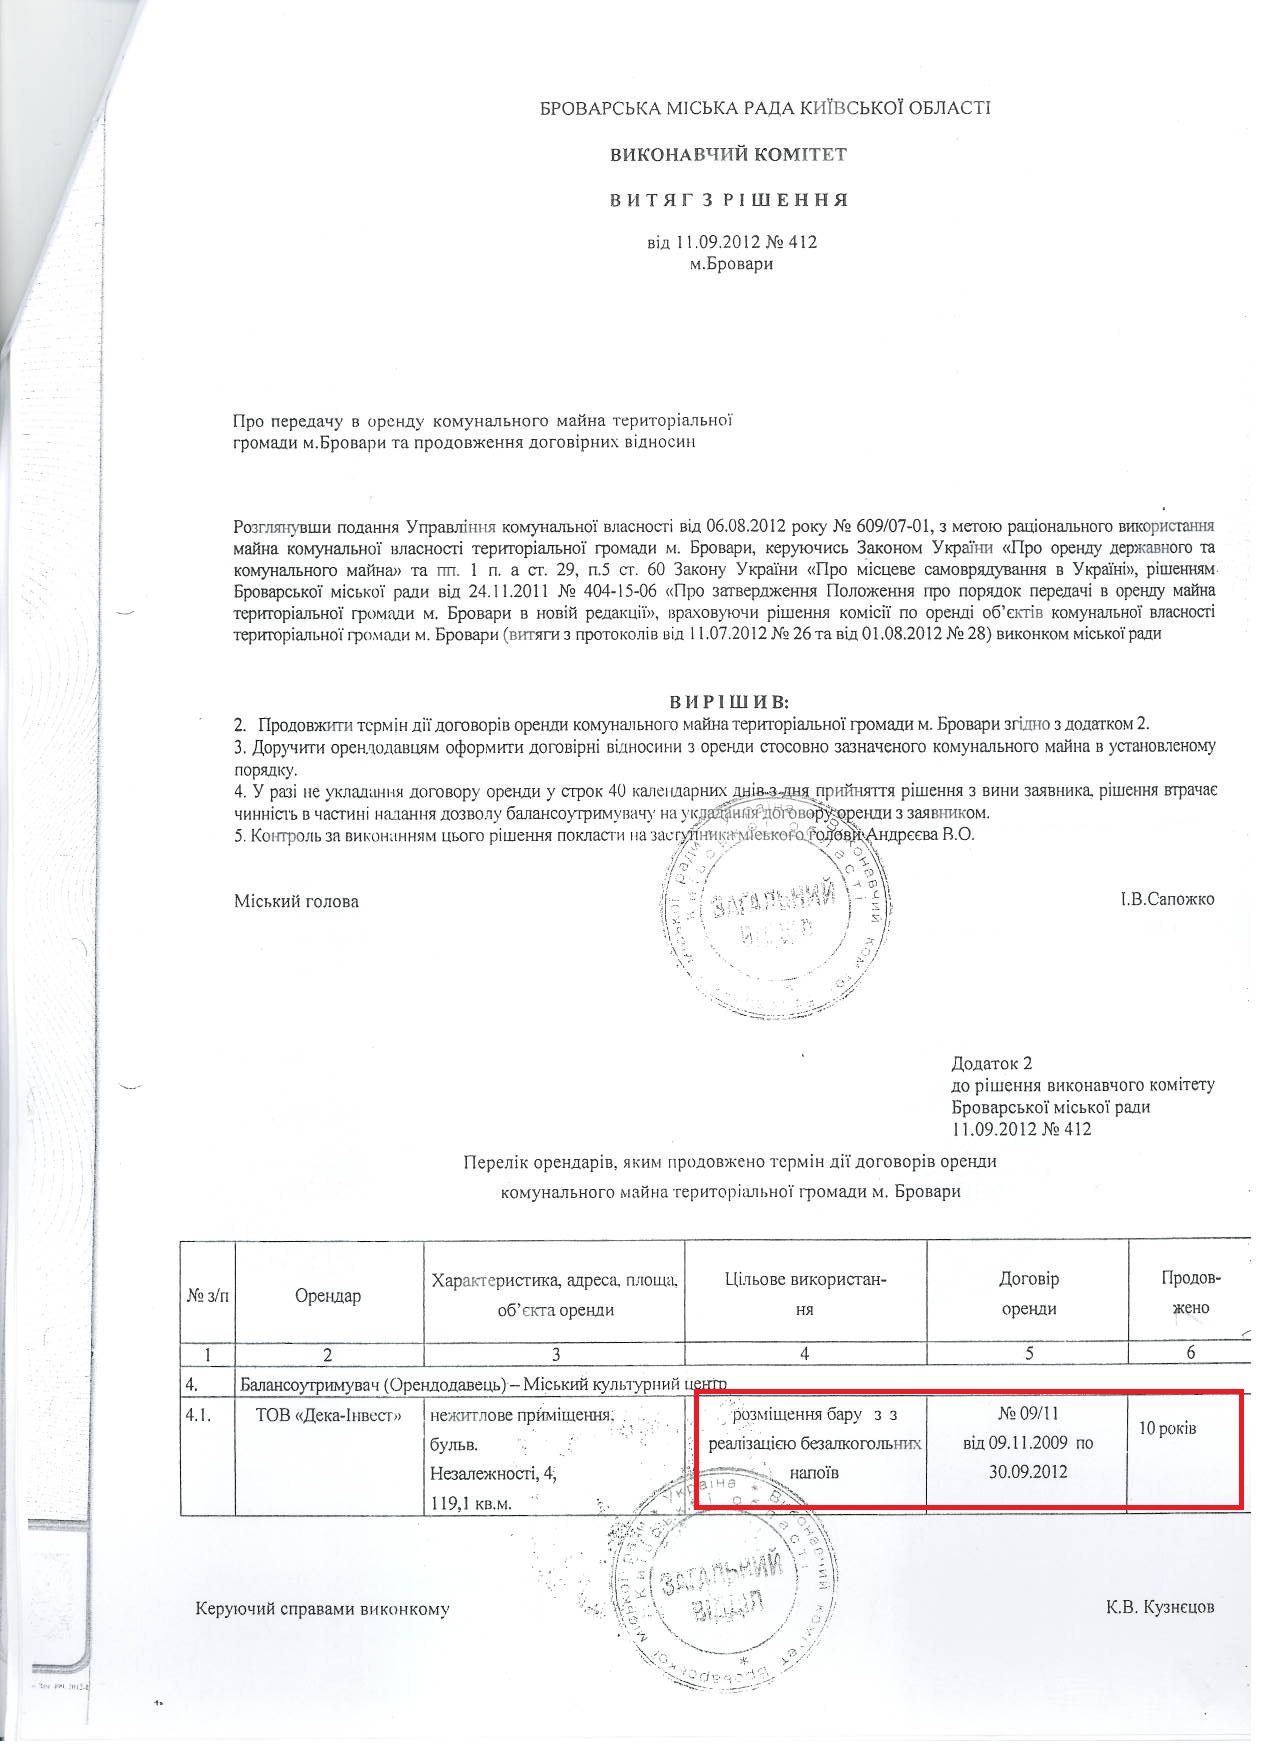 БРОВАРСЬКА МІСЬКА РАДА КИЇВСЬКОЇ ОБЛАСТІ
ВИКОНАВЧИЙ КОМІТЕТ
В И Т Я Г З Р І Ш Е Н Н Я
від 11.09.2012 № 412
м.Бровари
Про передачу в оренду комунального майна територіальної
громади м.Бровари та продовження договірних відносин
Розглянувши подання Управління комунальної власності від 06.08.2012 року № 609/07-01, з метою раціонального використання
майна комунальної власності територіальної громади м. Бровари, керуючись Законом України «Про оренду державного та
комунального майна» та пп. 1 п. а ст. 29, п.5 ст. 60 Закону України «Про місцеве самоврядування в Україні», рішенням
Броварської міської ради від 24.11.2011 № 404-15-06 «Про затвердження Положення про порядок передачі в оренду майна
територіальної громади м. Бровари в новій редакції», враховуючи рішення комісії по оренді об’єктів комунальної власності
територіальної громади м. Бровари (витяги з протоколів від 11.07.2012 № 26 та від 01.08.2012 № 28) виконком міської ради
В И Р І Ш И В:
2. Продовжити термін дії договорів оренди комунального майна територіальної громади м. Бровари згідно з додатком 2.
3. Доручити орендодавцям оформити договірні відносини з оренди стосовно зазначеного комунального майна в установленому
порядку.
4. У разі не укладання договору оренди у строк 40 календарних днів з дня прийняття рішення з вини заявника, рішення втрачає
чинність в частині надання дозволу балансоутримувачу на укладання договору оренди з заявником.
5. Контроль за виконанням цього рішення покласти на заступника міського голови Андрєєва В.О.
Міський голова І.В.Сапожко
ЗАГАЛЬНИЙ
Додаток 2
до рішення виконавчого комітету
Броварської міської ради
11.09.2012 № 412
Перелік орендарів, яким продовжено термін дії договорів оренди
комунального майна територіальної громади м. Бровари
№ з/п Орендар Характеристика, адреса, площа, об’єкта оренди Цільове використан- ня Договір оренди Продов- жено
1 2 3 4 5 6
4. Балансоутримувач (Орендодавець) – Міський культурний центр
4.1. ТОВ «Дека-Інвест» нежитлове приміщення, розміщення бару з з № 09/11 10 років
бульв. реалізацією безалкогольних від 09.11.2009 по
Незалежності, 4, напоїв 30.09.2012
119,1 кв.м.
ЗАГАЛЬНИЙ
ВІДДІЛ
Керуючий справами виконкому К.В. Кузнєцов